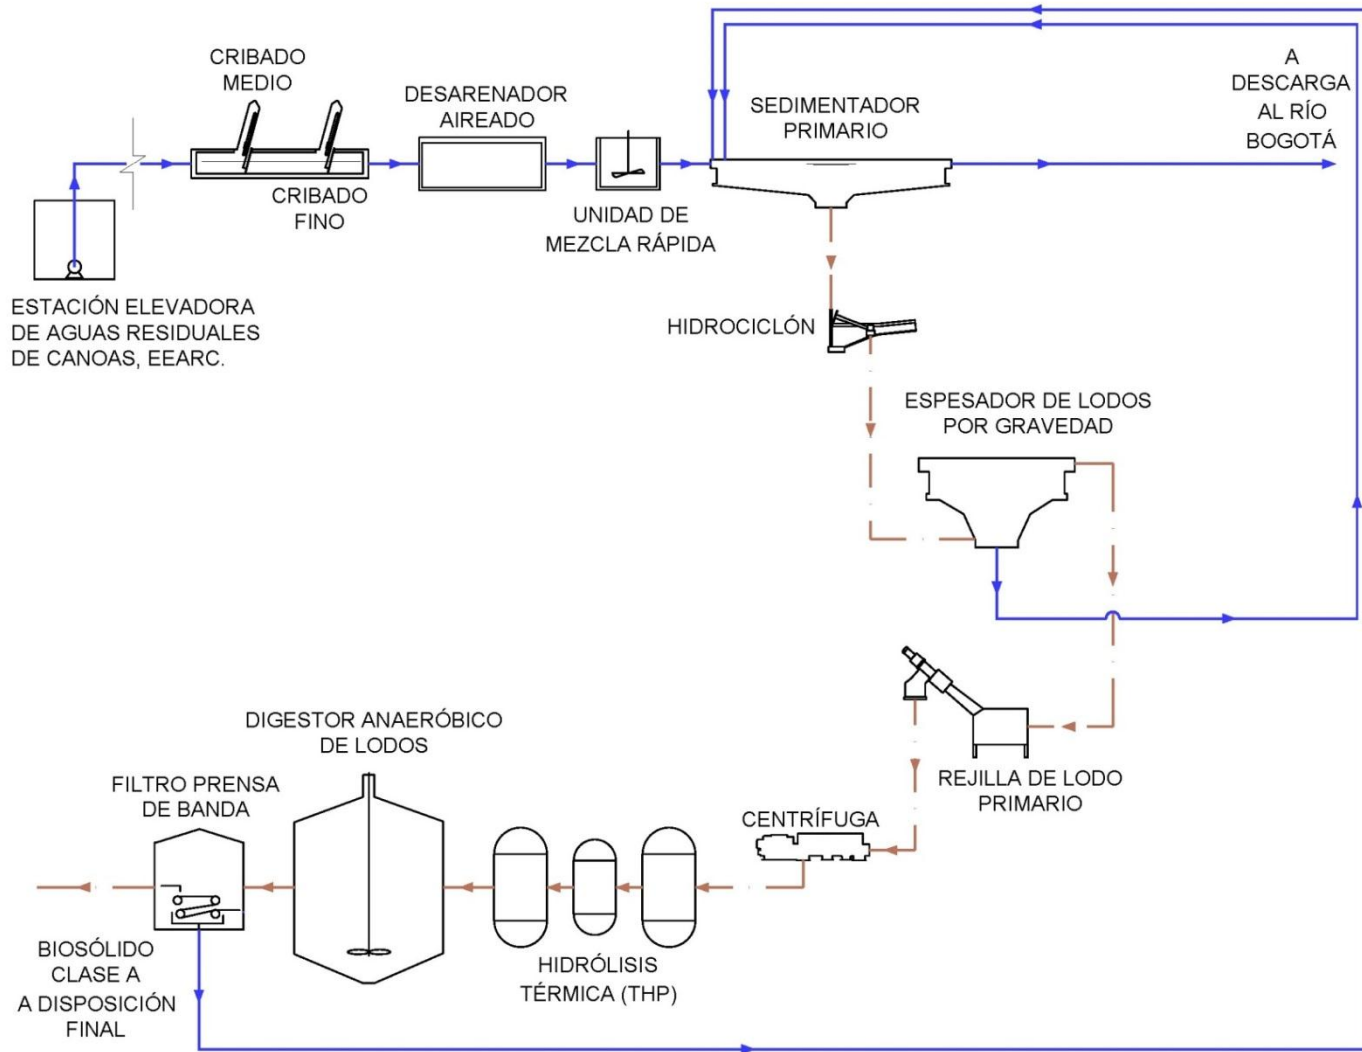 CRIBADO
MEDIO
DESARENADOR
AIREADO
SEDIMENTADOR
PRIMARIO
A
DESCARGA
AL RÍO
BOGOTÁ
CRIBADO
FINO
UNIDAD DE
MEZCLA RÁPIDA
ESTACIÓN ELEVADORA
DE AGUAS RESIDUALES
DE CANOAS, EEARC.
HIDROCICLÓN
ESPESADOR DE LODOS
POR GRAVEDAD
REJILLA DE LODO
PRIMARIO
CENTRÍFUGA
DIGESTOR ANAERÓBICO
DE LODOS
FILTRO PRENSA
DE BANDA
HIDRÓLISIS
TÉRMICA (THP)
BIOSÓLIDO
CLASE A
A DISPOSICIÓN
FINAL